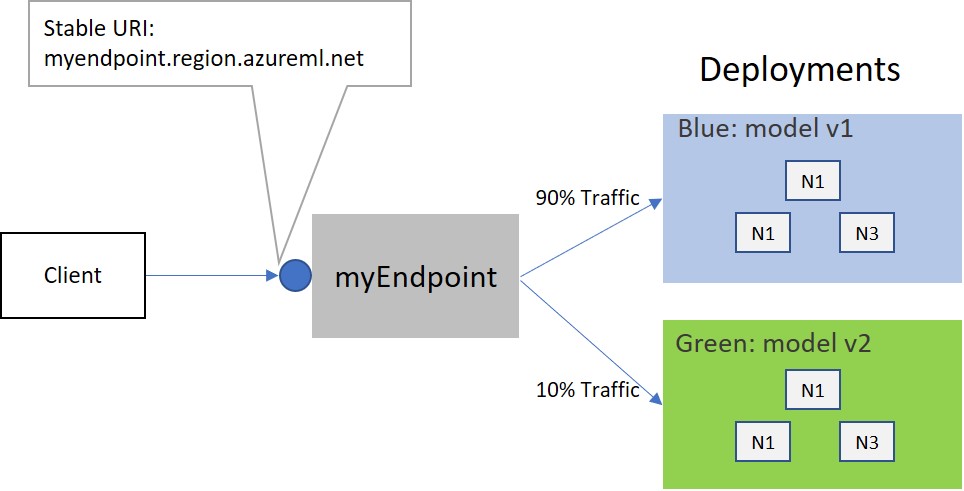 Stable URI:
myendpoint.region.azureml.net
Deployments
Blue: model v1
N1
N1
N3
90% Traffic
Client
myEndpoint
10% Traffic
Green: model v2
N1
N1
N3